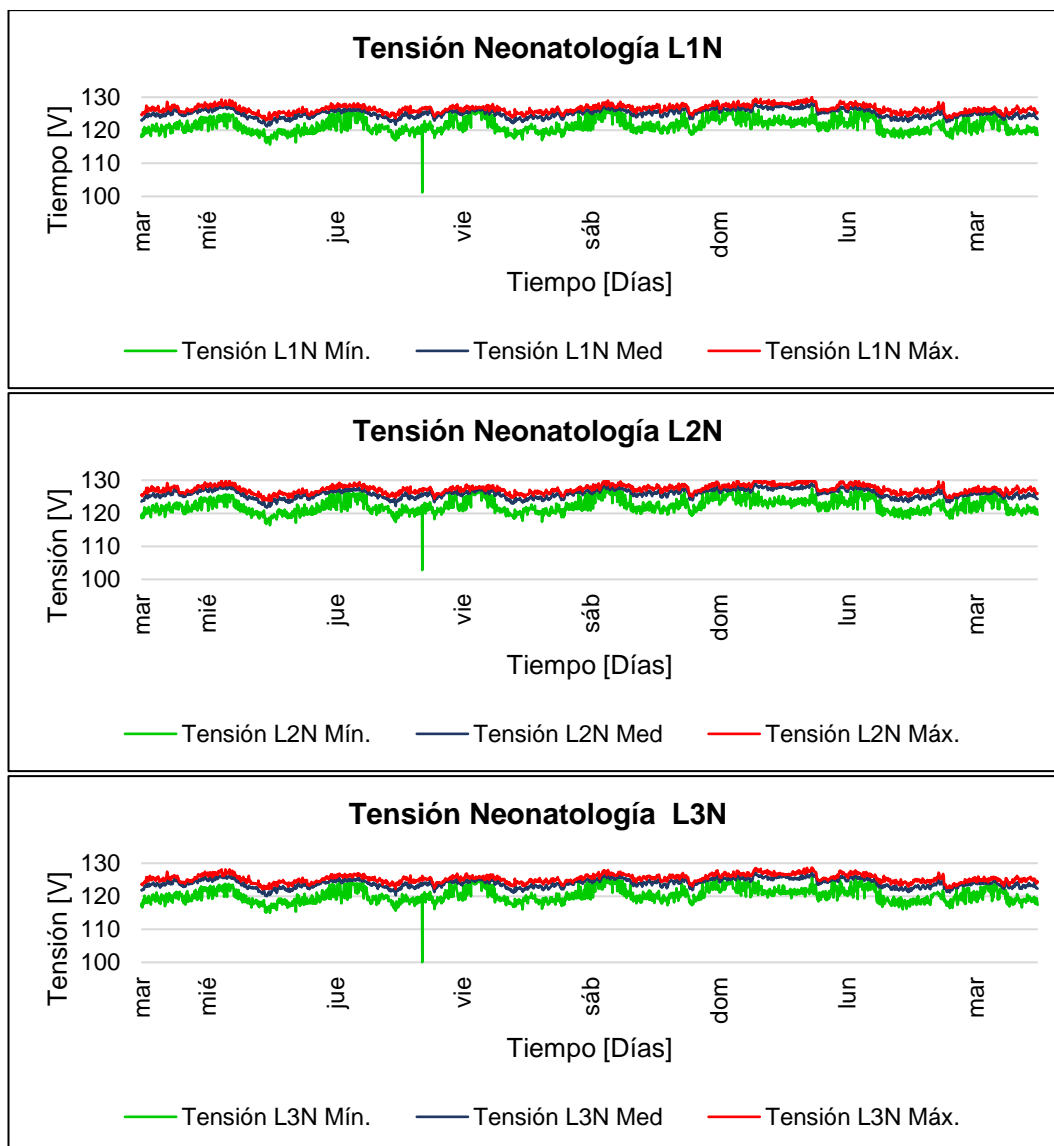 Tensión Neonatología L1N
Tiempo [V]
130
120
110
100
mar
mié
jue
vie
sáb
dom
lun
mar
Tiempo [Días]
Tensión L1N Mín.
Tensión L1N Med
Tensión L1N Máx.
Tensión Neonatología L2N
Tensión [V]
130
120
110
100
mar
mié
jue
vie
sáb
dom
lun
mar
Tiempo [Días]
Tensión L2N Mín.
Tensión L2N Med
Tensión L2N Máx.
Tensión Neonatología  L3N
Tensión [V]
130
120
110
100
mar
mié
jue
vie
sáb
dom
lun
mar
Tiempo [Días]
Tensión L3N Mín.
Tensión L3N Med
Tensión L3N Máx.